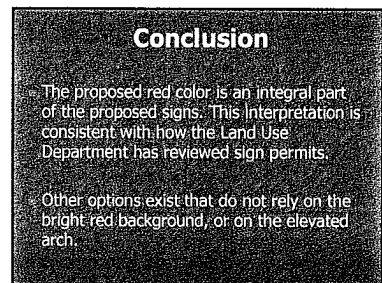 Conclusion
The proposed red color is an integral part
of the proposed signs. This interpretation is
consistent with how the Land Use
Department has reviewed sign permits.
Other options exist that do not rely on the
bright red background, or on the elevated
arch.